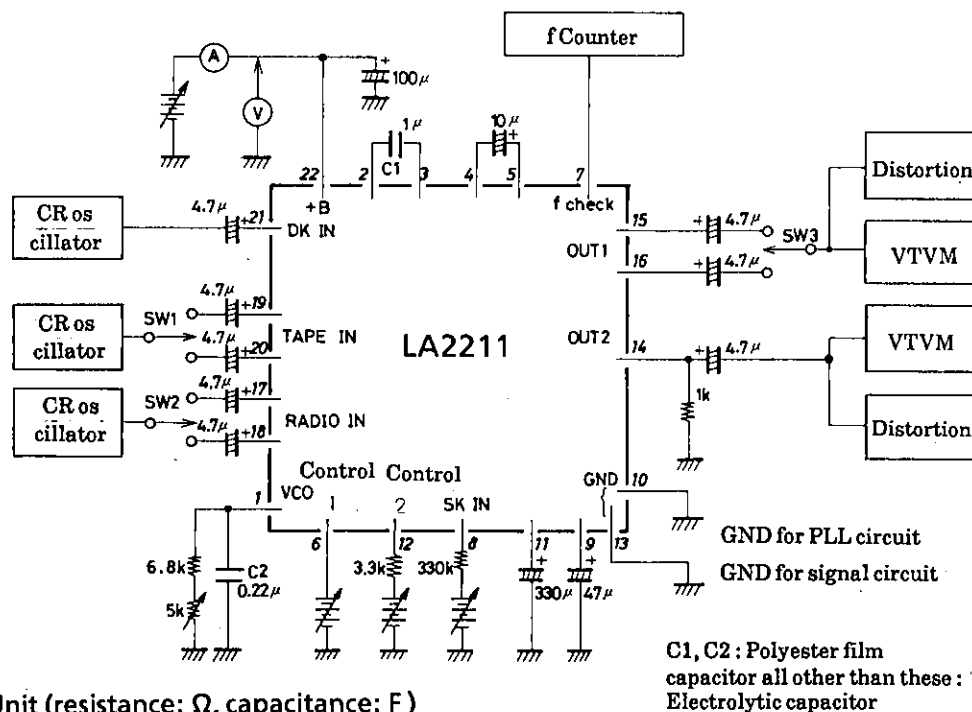 f Counter
A
+
100μ
V
1μ
C1
10μ
+
22
2
3
4
5
7
+B
f check
CR os
cillator
4.7μ
+21
DK IN
15
+
4.7μ
SW3
Distortion
OUT1
16
+
4.7μ
VTVM
CR os
cillator
SW1
4.7μ
+19
TAPE IN
4.7μ
+20
LA2211
OUT2
14
+
4.7μ
VTVM
1k
CR os
cillator
SW2
4.7μ
+17
RADIO IN
4.7μ
+18
Distortion
1
VCO
Control
1
Control
2
SK IN
GND
10
6
12
8
11
9
13
GND for PLL circuit
GND for signal circuit
6.8k
5k
C2
0.22μ
3.3k
330k
+
330μ
+
47μ
C1, C2 : Polyester film
capacitor all other than these :
Electrolytic capacitor
Unit (resistance: Ω, capacitance: F)